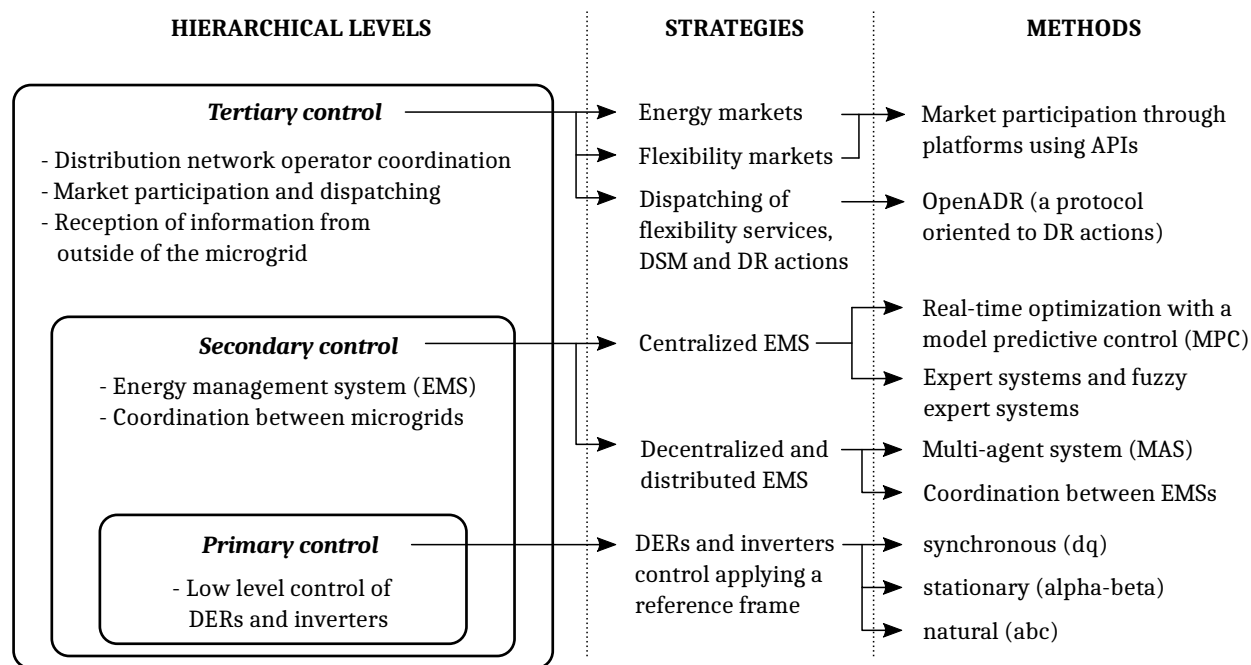 HIERARCHICAL LEVELS
STRATEGIES
METHODS
Tertiary control
- Distribution network operator coordination
- Market participation and dispatching
- Reception of information from
outside of the microgrid
Energy markets
Flexibility markets
Dispatching of
flexibility services,
DSM and DR actions
Market participation through
platforms using APIs
OpenADR (a protocol
oriented to DR actions)
Secondary control
- Energy management system (EMS)
- Coordination between microgrids
Centralized EMS
Real-time optimization with a
model predictive control (MPC)
Expert systems and fuzzy
expert systems
Decentralized and
distributed EMS
Multi-agent system (MAS)
Coordination between EMSs
Primary control
- Low level control of
DERs and inverters
DERs and inverters
control applying a
reference frame
synchronous (dq)
stationary (alpha-beta)
natural (abc)